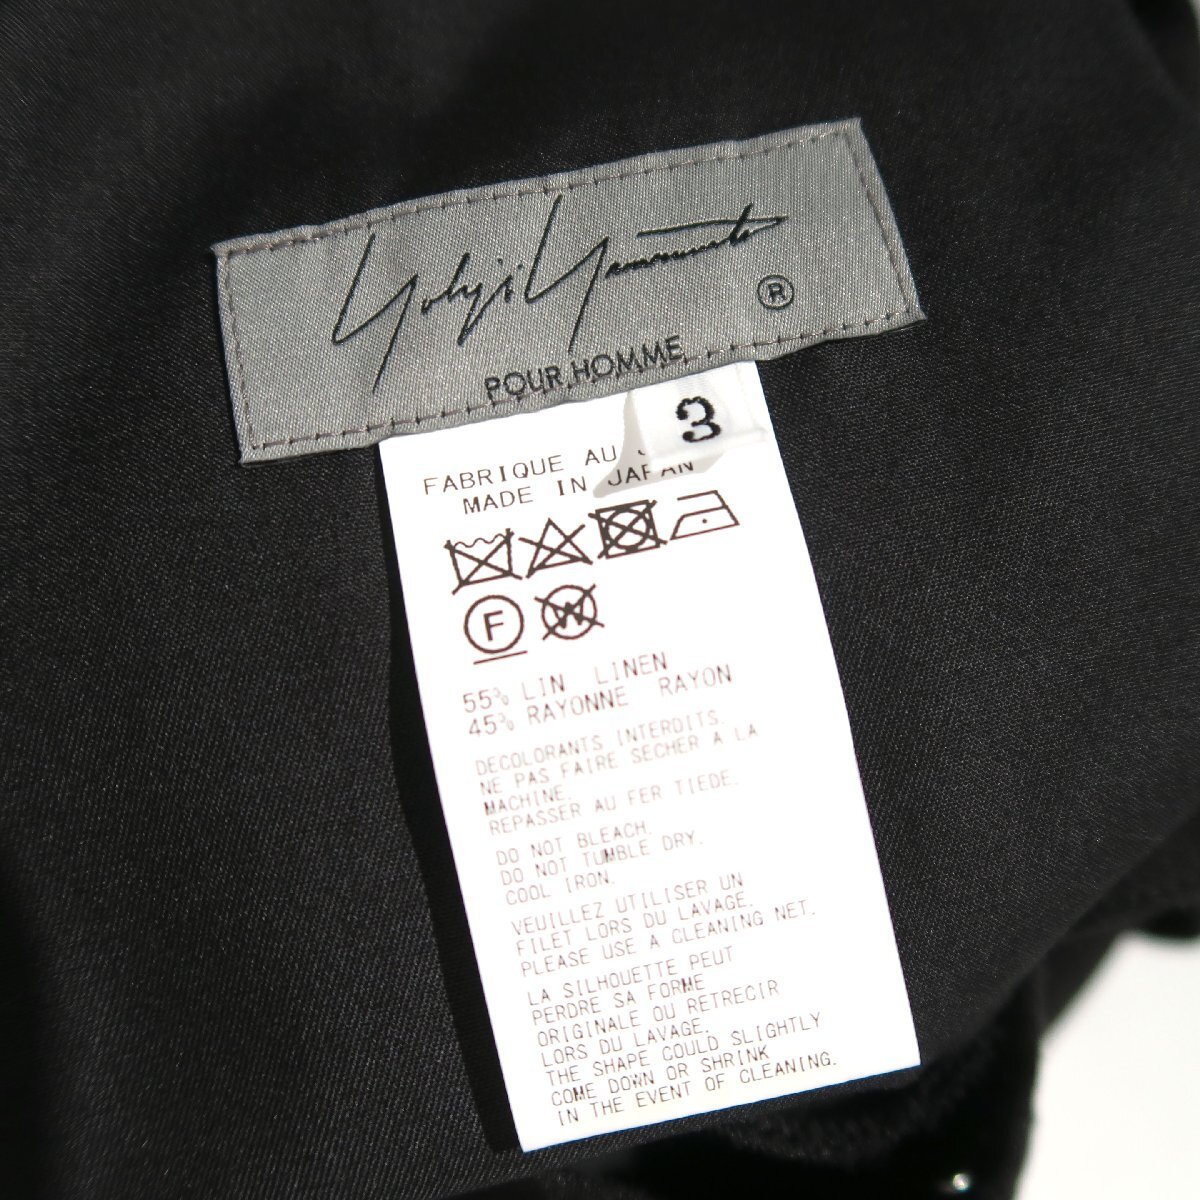 Yohji Yamamoto
®
POUR HOMME
3
FABRIQUE AU
MADE IN JAPAN
F
W
55% LIN LINEN
45% RAYONNE RAYON
DECOLORANTS INTERDITS.
NE PAS FAIRE SECHER A LA
MACHINE.
REPASSER AU FER TIEDE.
DO NOT BLEACH.
DO NOT TUMBLE DRY.
COOL IRON.
VEUILLEZ UTILISER UN
FILET LORS DU LAVAGE.
PLEASE USE A CLEANING NET.
LA SILHOUETTE PEUT
PERDRE SA FORME
ORIGINALE OU RETRECIR
LORS DU LAVAGE.
THE SHAPE COULD SLIGHTLY
COME DOWN OR SHRINK
IN THE EVENT OF CLEANING.